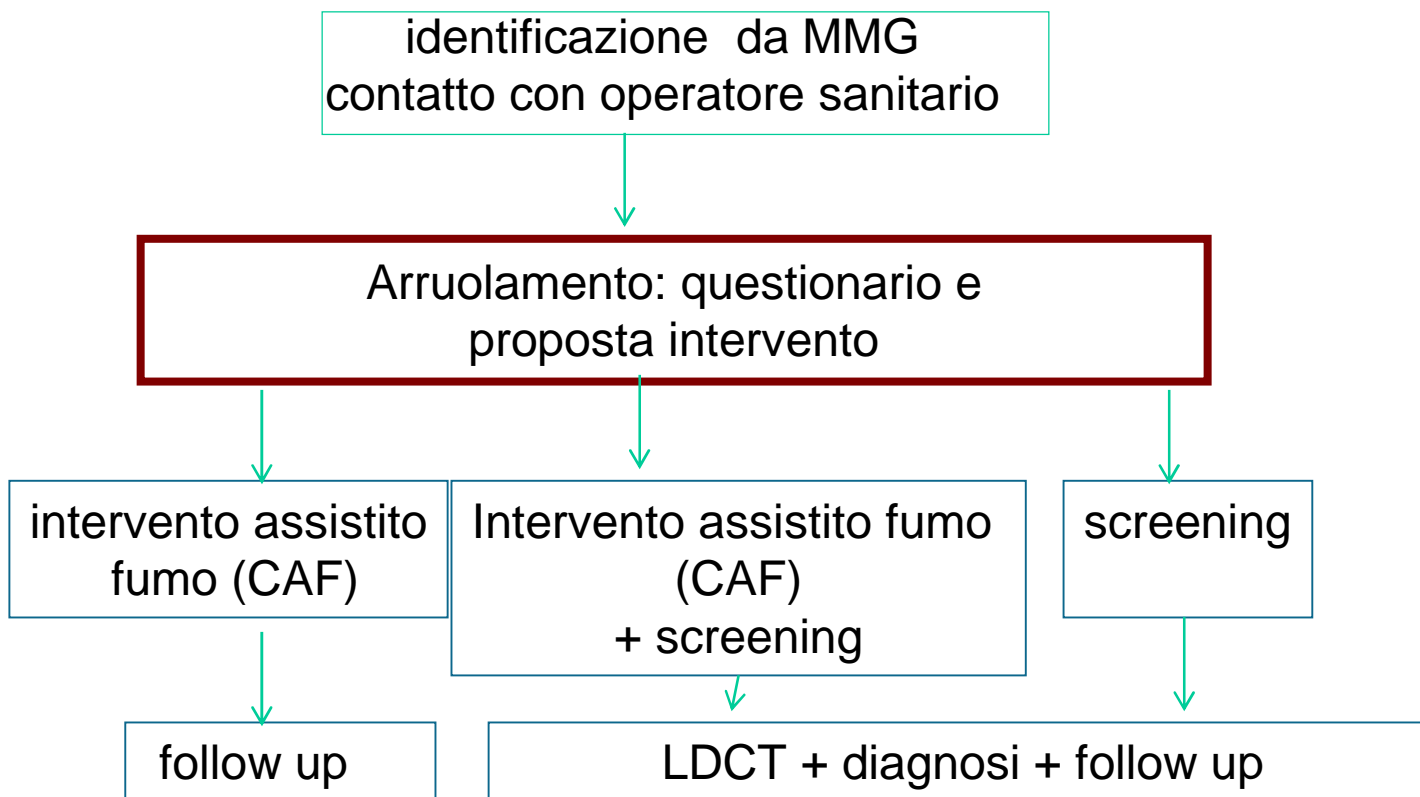 identificazione da MMG
contatto con operatore sanitario
Arruolamento: questionario e
proposta intervento
intervento assistito
fumo (CAF)
Intervento assistito fumo
(CAF)
+ screening
screening
follow up
LDCT + diagnosi + follow up